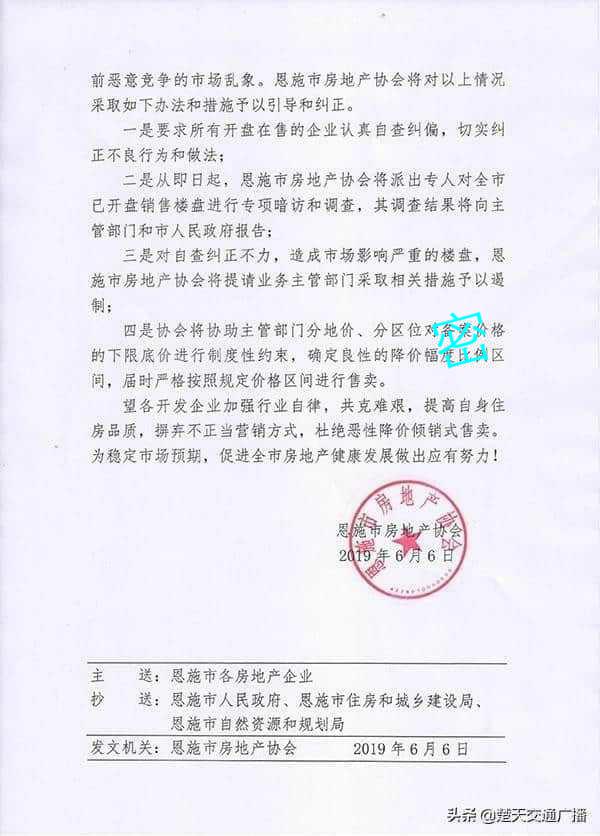 前恶意竞争的市场乱象。恩施市房地产协会将对以上情况
采取如下办法和措施予以引导和纠正。
一是要求所有开盘在售的企业认真自查纠偏，切实纠
正不良行为和做法；
二是从即日起，恩施市房地产协会将派出专人对全市
已开盘销售楼盘进行专项暗访和调查，其调查结果将向主
管部门和市人民政府报告；
三是对自查纠正不力，造成市场影响严重的楼盘，恩
施市房地产协会将提请业务主管部门采取相关措施予以遏
制；
四是协会将协助主管部门分地价、分区位对备案价格
密
的下限底价进行制度性约束，确定良性的降价幅度比例区
间，届时严格按照规定价格区间进行售卖。
望各开发企业加强行业自律，共克难艰，提高自身住
房品质，摒弃不正当营销方式，杜绝恶性降价倾销式售卖。
为稳定市场预期，促进全市房地产健康发展做出应有努力！
恩施市房地产协会
恩施市房地产协会
2019 年 6 月 6 日
主　　送：恩施市各房地产企业
抄　　送：恩施市人民政府、恩施市住房和城乡建设局、
恩施市自然资源和规划局
发文机关：恩施市房地产协会　　2019 年 6 月 6 日
头条 @楚天交通广播